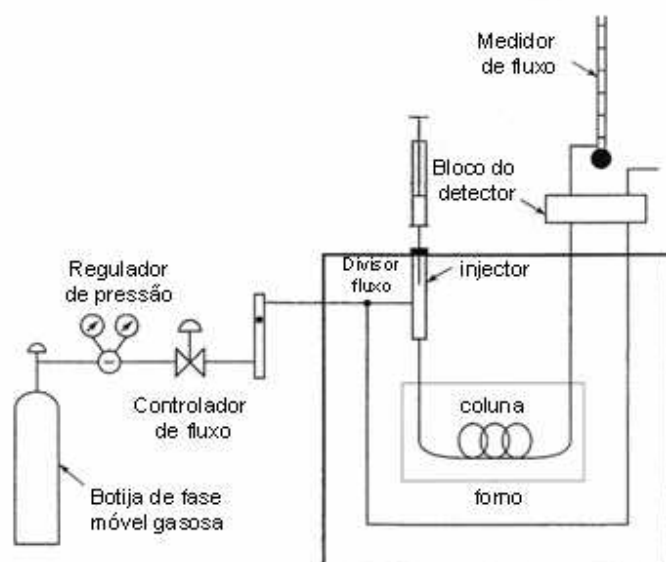 Medidor
de fluxo
Bloco do
detector
Divisor
fluxo
injector
Regulador
de pressão
Controlador
de fluxo
coluna
forno
Botija de fase
móvel gasosa